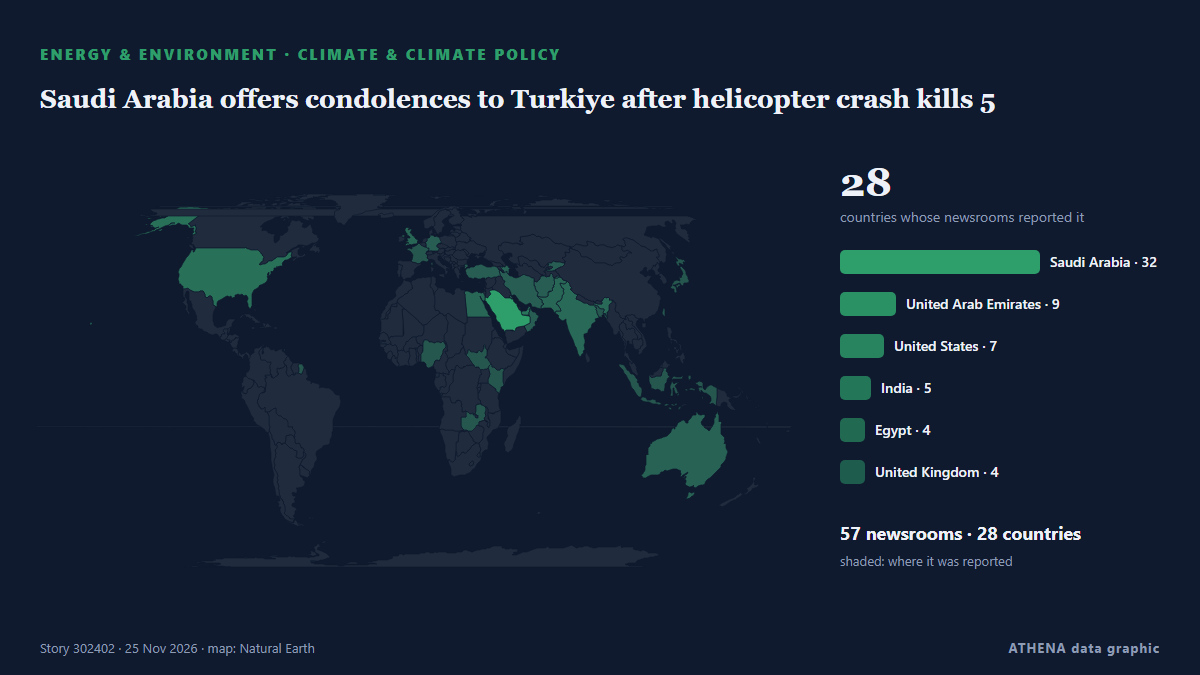 ENERGY & ENVIRONMENT · CLIMATE & CLIMATE POLICY
Saudi Arabia offers condolences to Turkiye after helicopter crash kills 5
28
countries whose newsrooms reported it
Saudi Arabia · 32
United Arab Emirates · 9
United States · 7
India · 5
Egypt · 4
United Kingdom · 4
57 newsrooms · 28 countries
shaded: where it was reported
Story 302402 · 25 Nov 2026 · map: Natural Earth
ATHENA data graphic